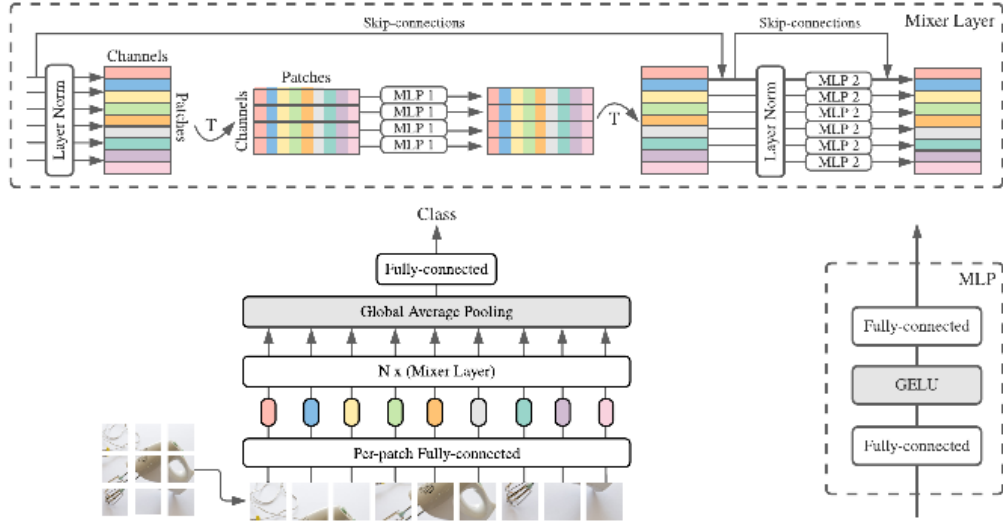 Skip-connections
Skip-connections
Mixer Layer
Channels
Layer Norm
Patches
T
Patches
Channels
MLP 1
MLP 1
MLP 1
MLP 1
T
Layer Norm
MLP 2
MLP 2
MLP 2
MLP 2
MLP 2
MLP 2
Class
Fully-connected
Global Average Pooling
N x (Mixer Layer)
Per-patch Fully-connected
MLP
Fully-connected
GELU
Fully-connected